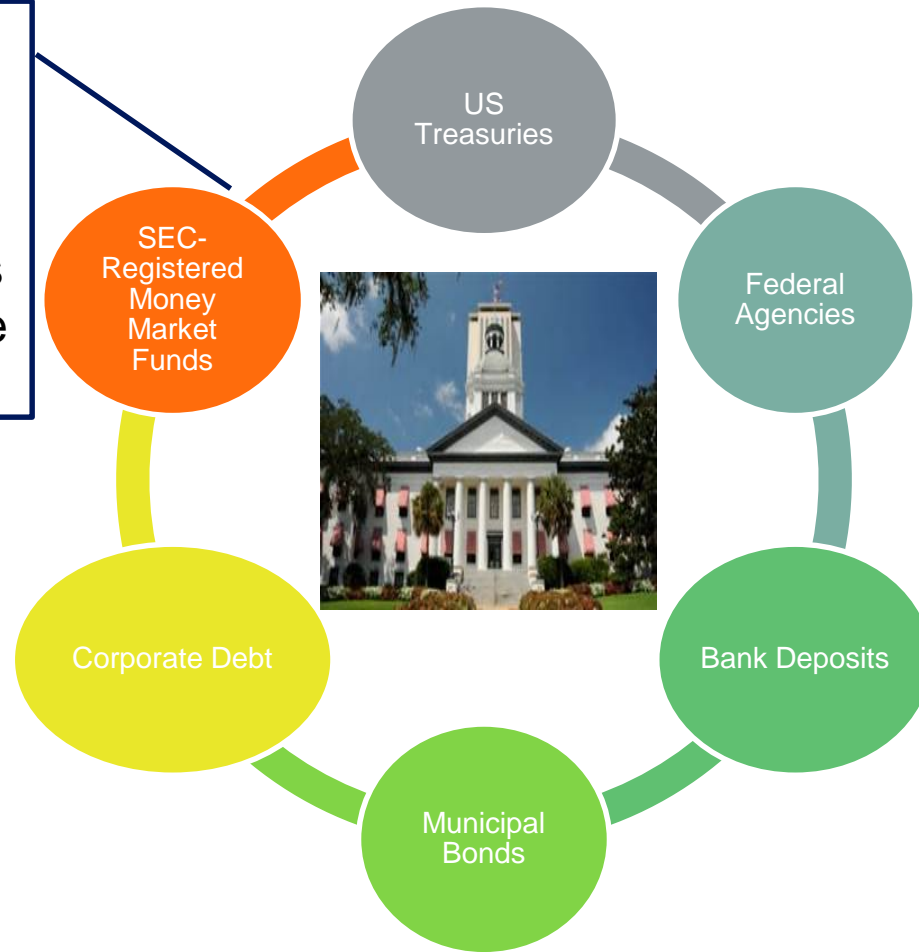 US
Treasuries
Federal
Agencies
Bank Deposits
Municipal
Bonds
Corporate Debt
SEC-
Registered
Money
Market
Funds